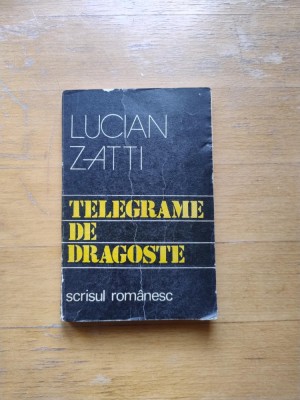 LUCIAN
ZATTI
TELEGRAME
DE
DRAGOSTE
scrisul românesc